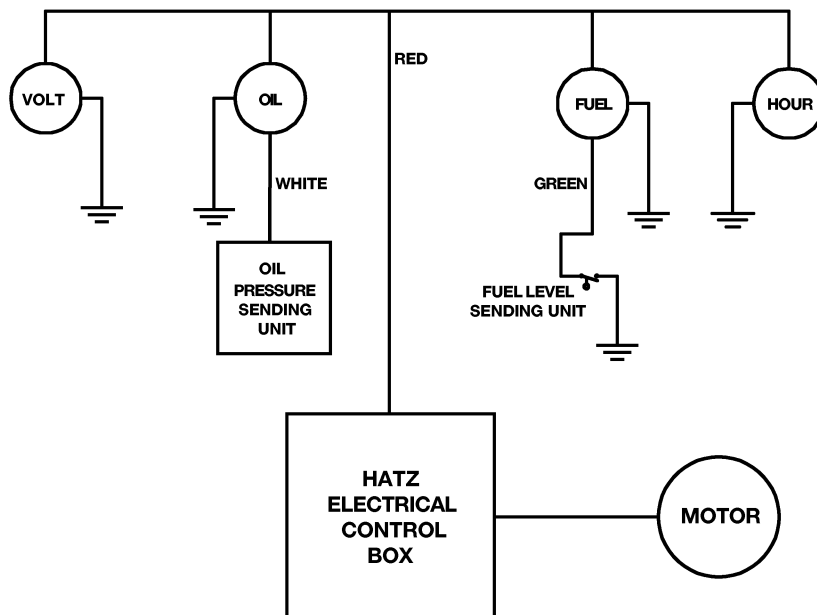 VOLT
OIL
RED
FUEL
HOUR
WHITE
GREEN
OIL
PRESSURE
SENDING
UNIT
FUEL LEVEL
SENDING UNIT
HATZ
ELECTRICAL
CONTROL
BOX
MOTOR